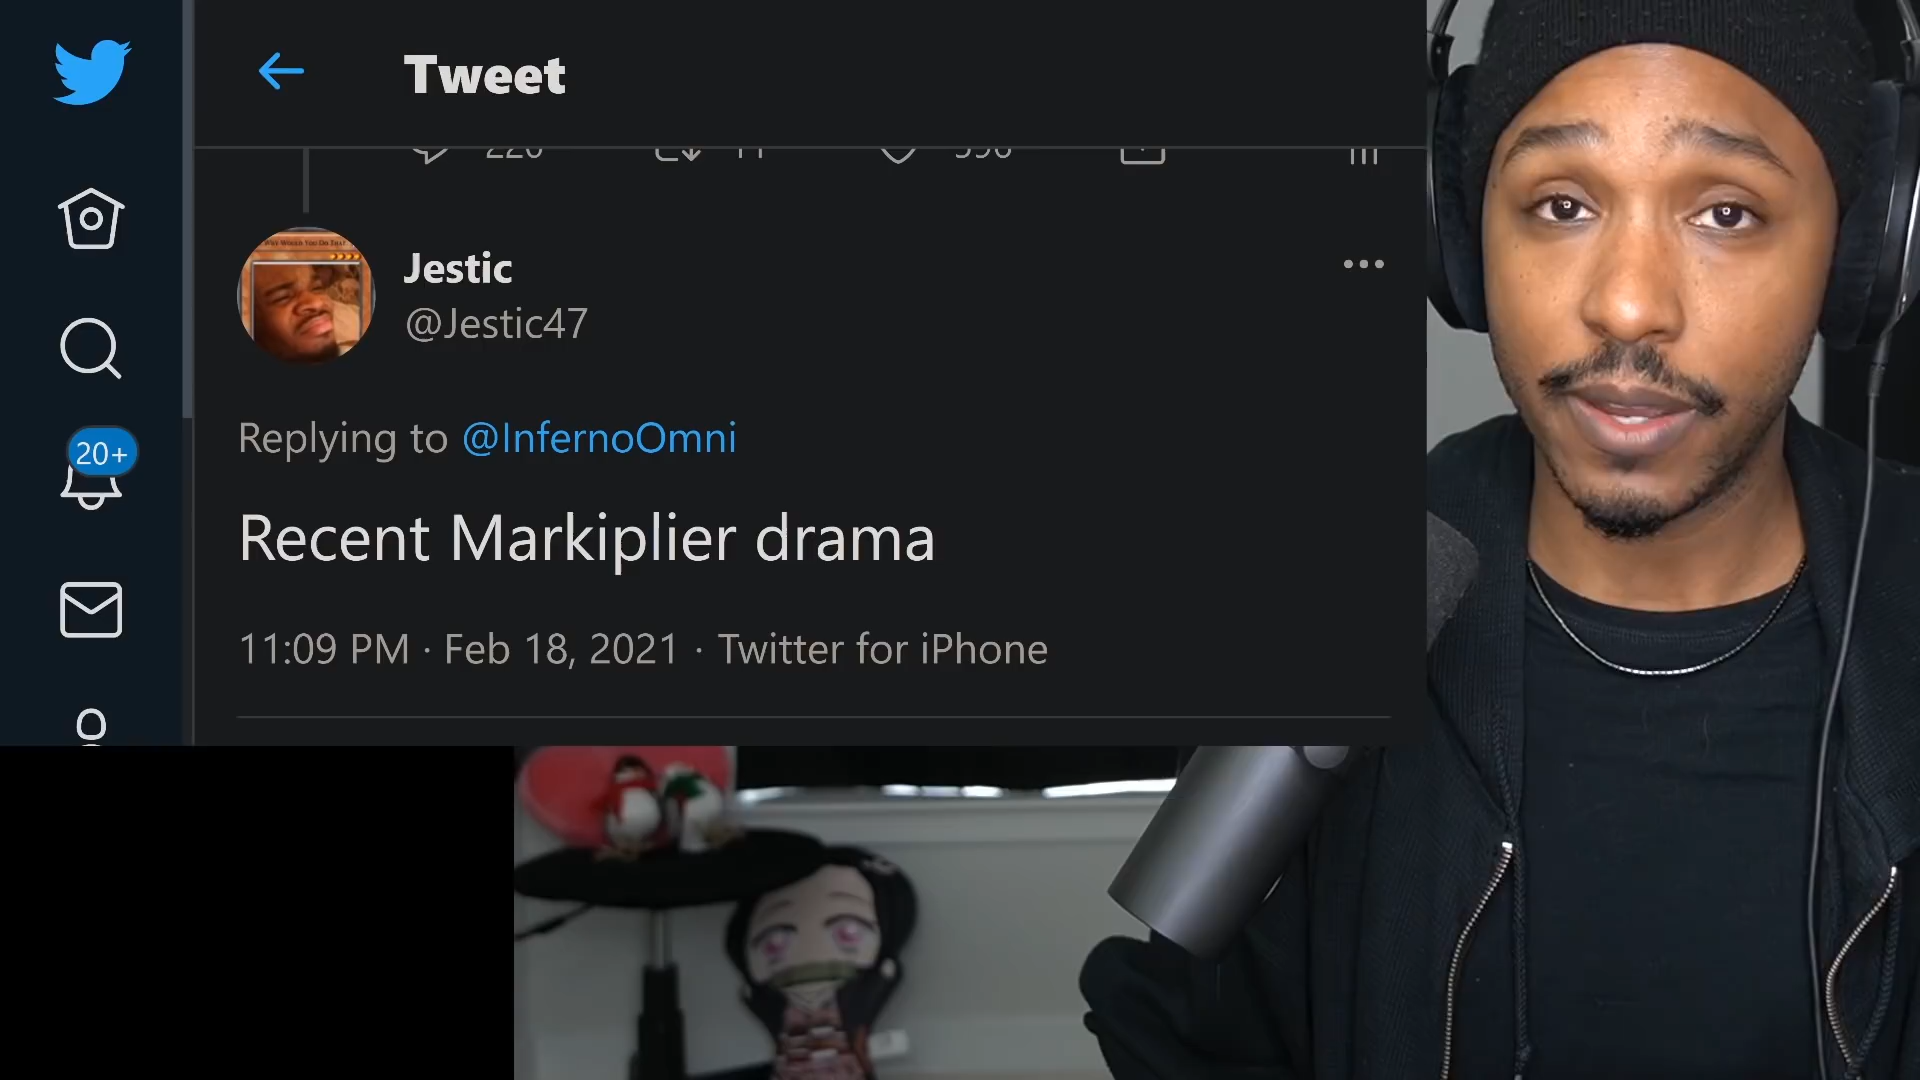 Tweet
Jestic
@Jestic47
Replying to @InfernoOmni
20+
Recent Markiplier drama
11:09 PM · Feb 18, 2021 · Twitter for iPhone